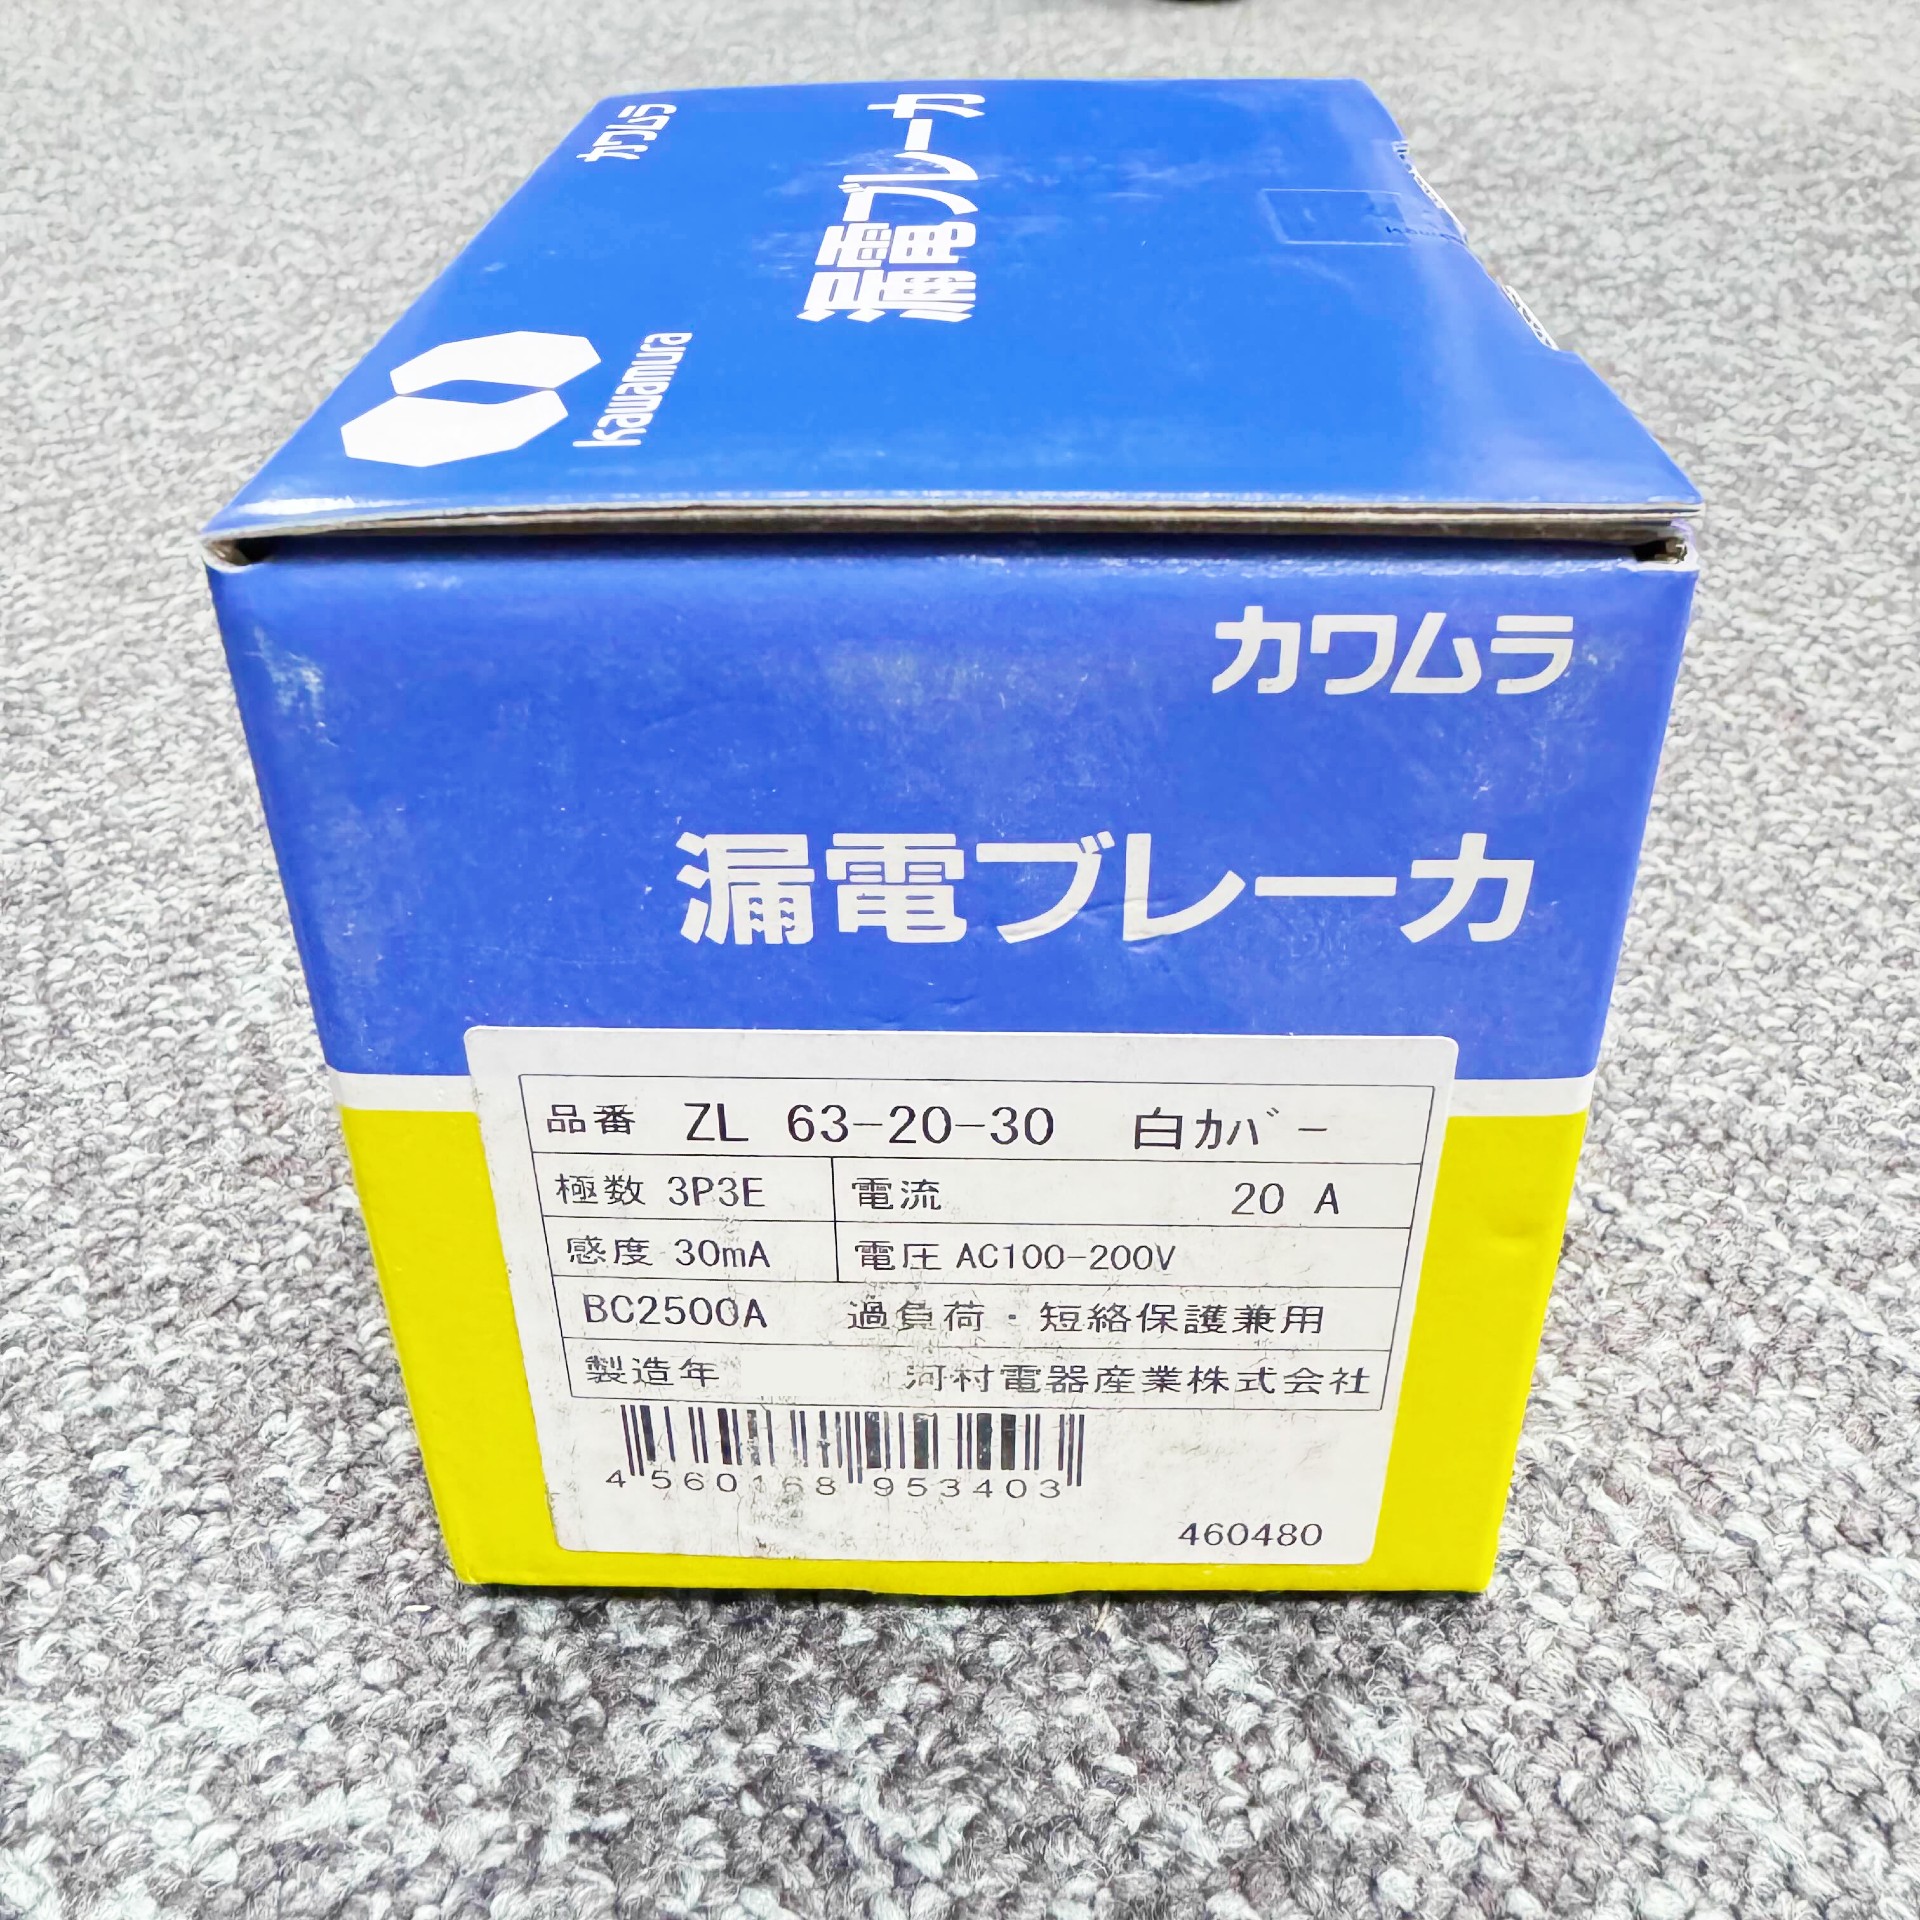 カワムラ
漏電ブレーカ
kawamura
カワムラ
漏電ブレーカ
品番 ZL 63-20-30 白カバー
極数 3P3E 電流 20 A
感度 30mA 電圧 AC100-200V
BC2500A 過負荷・短絡保護兼用
製造年 河村電器産業株式会社
4 560168 953403
460480